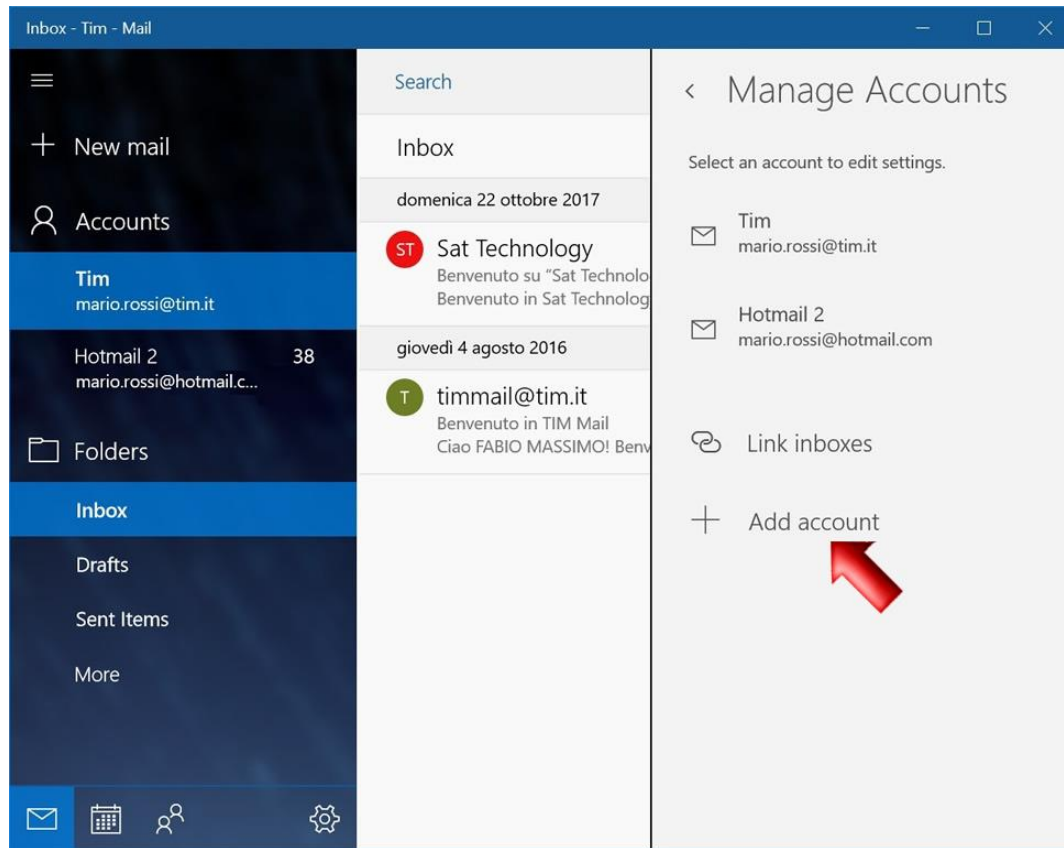 Inbox - Tim - Mail
New mail
Accounts
Tim
mario.rossi@tim.it
Hotmail 2 38
mario.rossi@hotmail.c...
Folders
Inbox
Drafts
Sent Items
More
Search
Inbox
domenica 22 ottobre 2017
ST
Sat Technology
Benvenuto su "Sat Technolo
Benvenuto in Sat Technolog
giovedì 4 agosto 2016
T
timmail@tim.it
Benvenuto in TIM Mail
Ciao FABIO MASSIMO! Benv
Manage Accounts
Select an account to edit settings.
Tim
mario.rossi@tim.it
Hotmail 2
mario.rossi@hotmail.com
Link inboxes
Add account